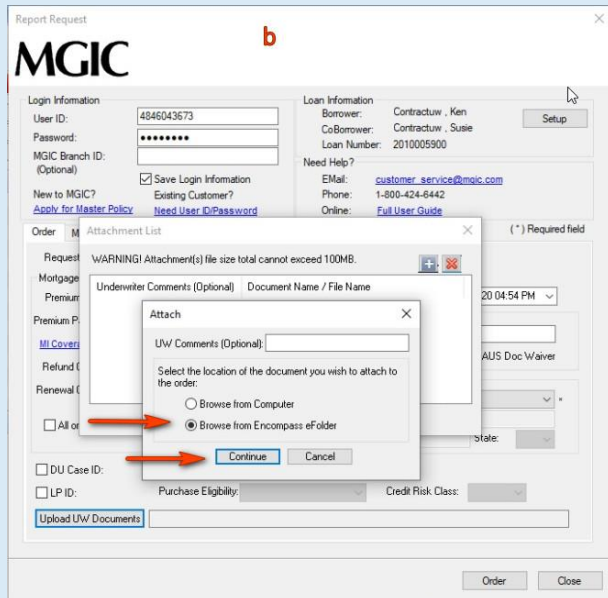 Report Request
b
MGIC
Login Information
User ID: 4846043673
Password:
MGIC Branch ID:
(Optional)
Save Login Information
New to MGIC? Existing Customer?
Apply for Master Policy Need User ID/Password
Loan Information
Borrower: Contractuw , Ken
CoBorrower: Contractuw , Susie
Loan Number: 2010005900
Setup
Need Help?
EMail: customer_service@mgic.com
Phone: 1-800-424-6442
Online: Full User Guide
Order M
(*) Required field
Attachment List
WARNING! Attachment(s) file size total cannot exceed 100MB.
Underwriter Comments (Optional) Document Name / File Name
Request
Mortgage
Premium
20 04:54 PM
Premium P
MI Covera
AUS Doc Waiver
Refund
Renewal
*
All or
State:
Attach
UW Comments (Optional):
Select the location of the document you wish to attach to
the order:
Browse from Computer
Browse from Encompass eFolder
Continue Cancel
DU Case ID:
LP ID: Purchase Eligibility: Credit Risk Class:
Upload UW Documents
Order Close